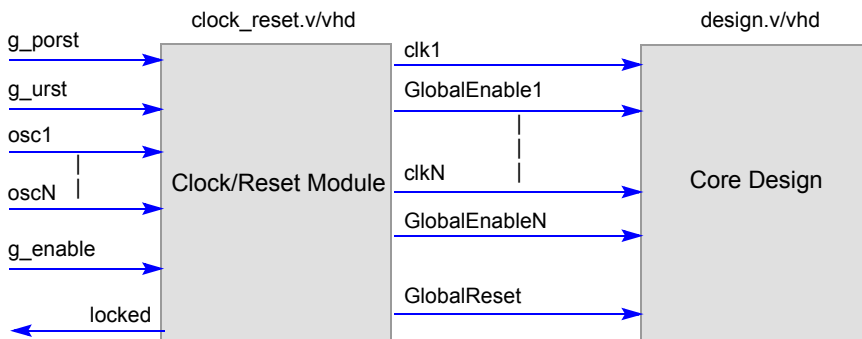 clock_reset.v/vhd
design.v/vhd
g_porst
g_urst
osc1
oscN
g_enable
locked
Clock/Reset Module
clk1
GlobalEnable1
clkN
GlobalEnableN
GlobalReset
Core Design